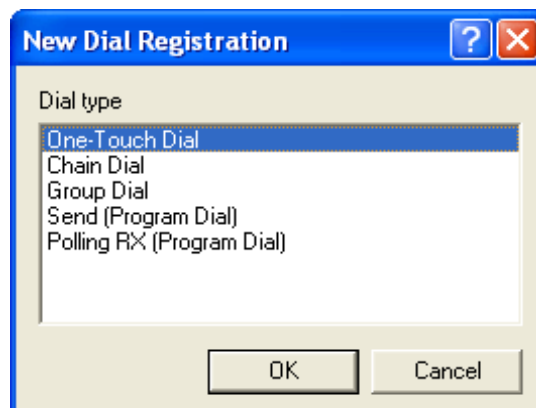 New Dial Registration
?
Dial type
One-Touch Dial
Chain Dial
Group Dial
Send (Program Dial)
Polling RX (Program Dial)
OK
Cancel